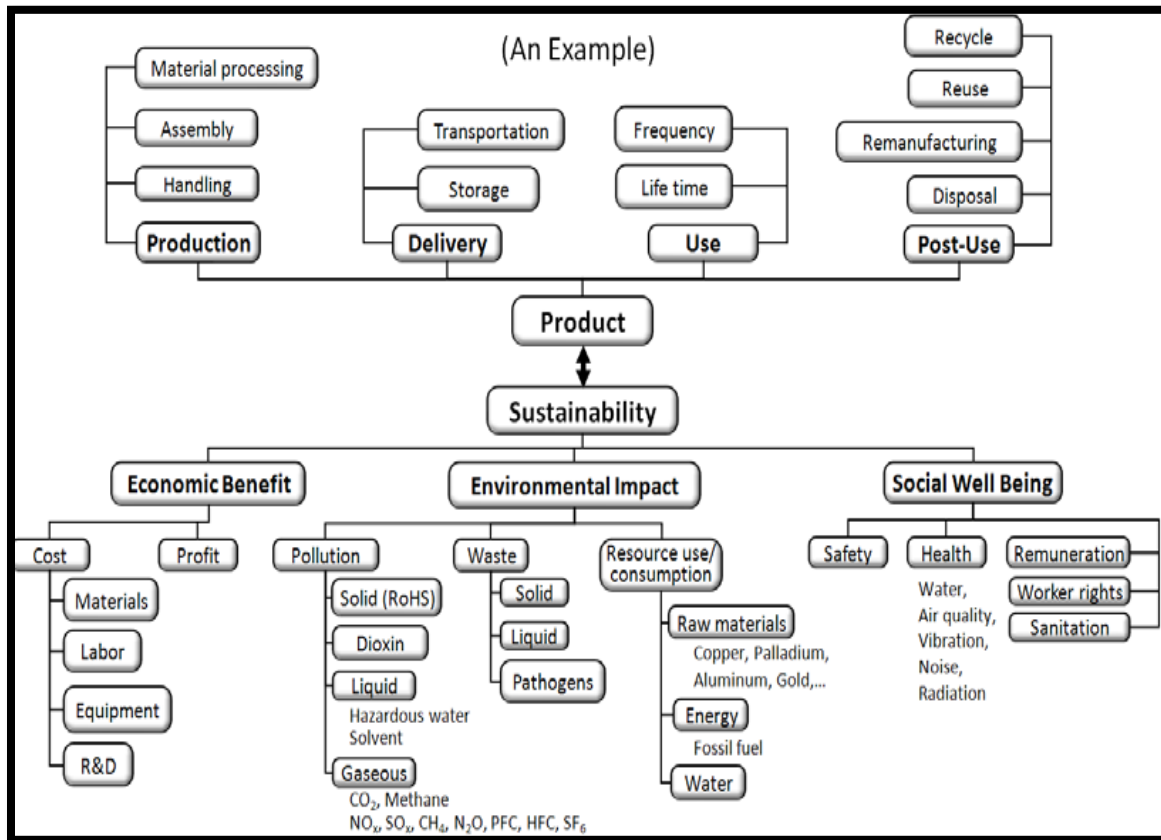 (An Example)
Material processing
Assembly
Handling
Production
Transportation
Storage
Delivery
Frequency
Life time
Use
Recycle
Reuse
Remanufacturing
Disposal
Post-Use
Product
Sustainability
Economic Benefit
Environmental Impact
Social Well Being
Cost
Profit
Materials
Labor
Equipment
R&D
Pollution
Solid (RoHS)
Dioxin
Liquid
Hazardous water
Solvent
Gaseous
CO₂, Methane
NOₓ, SOₓ, CH₄, N₂O, PFC, HFC, SF₆
Waste
Solid
Liquid
Pathogens
Resource use/
consumption
Raw materials
Copper, Palladium,
Aluminum, Gold,...
Energy
Fossil fuel
Water
Safety
Health
Water,
Air quality,
Vibration,
Noise,
Radiation
Remuneration
Worker rights
Sanitation